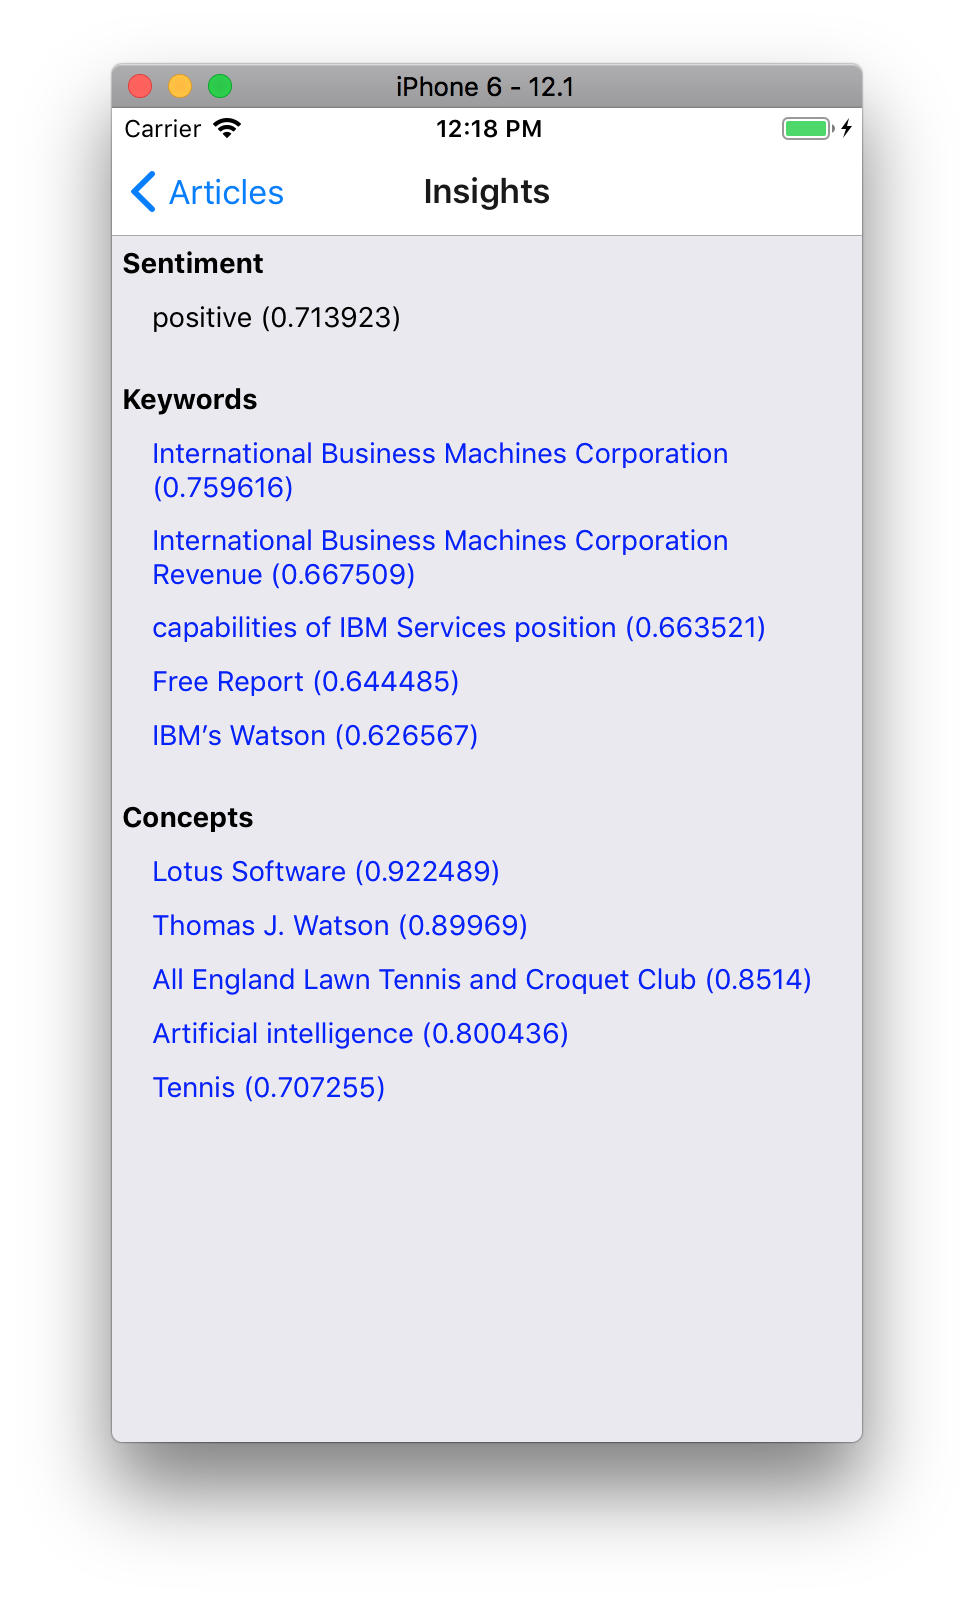 iPhone 6 - 12.1
Carrier 12:18 PM
Articles Insights
Sentiment
positive (0.713923)
Keywords
International Business Machines Corporation
(0.759616)
International Business Machines Corporation
Revenue (0.667509)
capabilities of IBM Services position (0.663521)
Free Report (0.644485)
IBM’s Watson (0.626567)
Concepts
Lotus Software (0.922489)
Thomas J. Watson (0.89969)
All England Lawn Tennis and Croquet Club (0.8514)
Artificial intelligence (0.800436)
Tennis (0.707255)